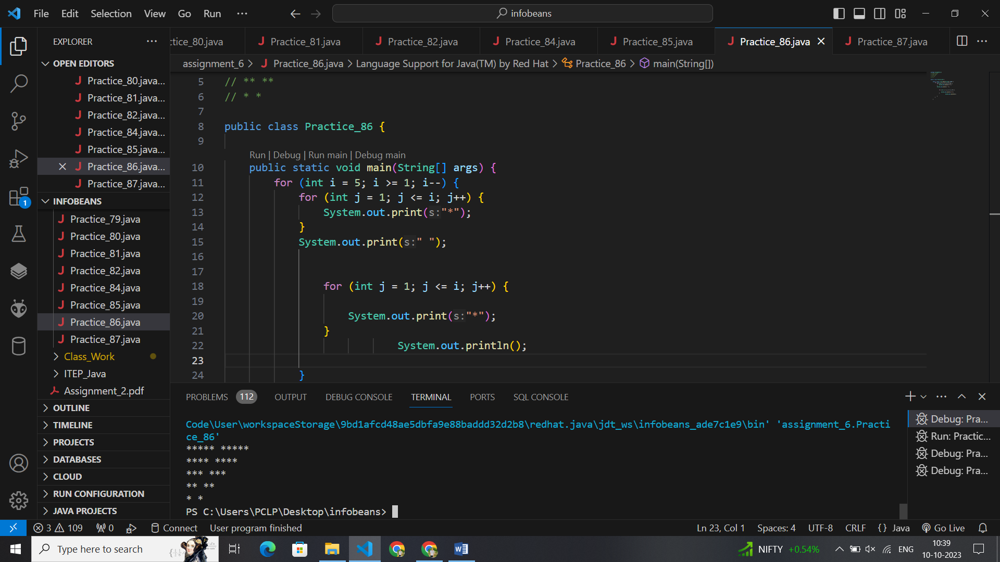 File Edit Selection View Go Run ···
infobeans
EXPLORER ···
OPEN EDITORS
Practice_80.java...
Practice_81.java...
Practice_82.java...
Practice_84.java...
Practice_85.java...
Practice_86.java...
Practice_87.java...
INFOBEANS
Practice_79.java
Practice_80.java
Practice_81.java
Practice_82.java
Practice_84.java
Practice_85.java
Practice_86.java
Practice_87.java
Class_Work
ITEP_Java
Assignment_2.pdf
OUTLINE
TIMELINE
PROJECTS
DATABASES
CLOUD
RUN CONFIGURATION
JAVA PROJECTS
1
ctice_80.java Practice_81.java Practice_82.java Practice_84.java Practice_85.java Practice_86.java Practice_87.java ···
assignment_6 > Practice_86.java > Language Support for Java(TM) by Red Hat > Practice_86 > main(String[])
5 // ** **
6 // * *
7
8 public class Practice_86 {
9
Run | Debug | Run main | Debug main
10 public static void main(String[] args) {
11 for (int i = 5; i >= 1; i--) {
12 for (int j = 1; j <= i; j++) {
13 System.out.print(s:"*");
14 }
15 System.out.print(s:" ");
16
17
18 for (int j = 1; j <= i; j++) {
19
20 System.out.print(s:"*");
21 }
22 System.out.println();
23
24 }
PROBLEMS 112 OUTPUT DEBUG CONSOLE TERMINAL PORTS SQL CONSOLE
Code\User\workspaceStorage\9bd1afcd48ae5dbfa9e88baddd32d2b8\redhat.java\jdt_ws\infobeans_ade7c1e9\bin' 'assignment_6.Practi
ce_86'
***** *****
**** ****
*** ***
** **
* *
PS C:\Users\PCLP\Desktop\infobeans>
Debug: Pra...
Run: Practic...
Debug: Pra...
Debug: Pra...
3 109 0 Connect User program finished Ln 23, Col 1 Spaces: 4 UTF-8 CRLF {} Java Go Live
Type here to search
NIFTY +0.54% ENG
10:39
10-10-2023